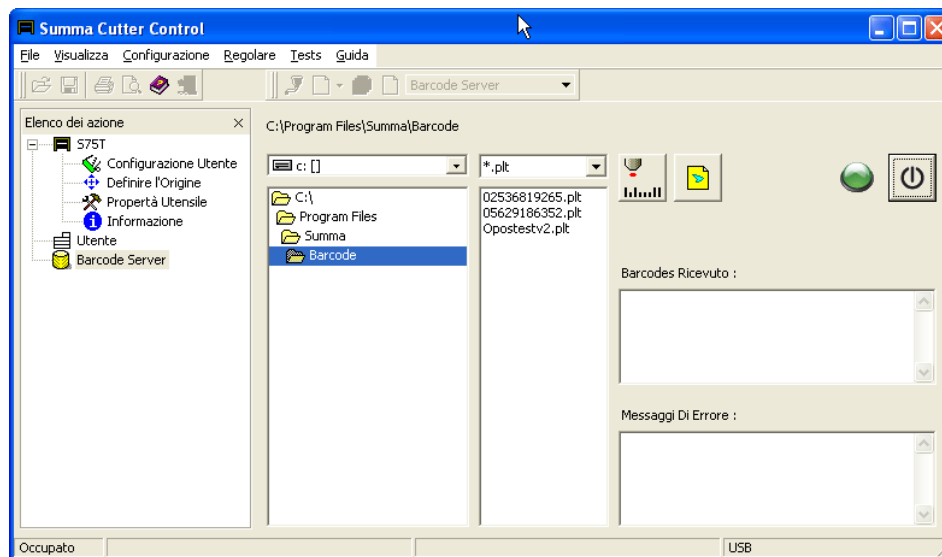 Summa Cutter Control
File Visualizza Configurazione Regolare Tests Guida
Barcode Server
Elenco dei azione
C:\Program Files\Summa\Barcode
S75T
Configurazione Utente
Definire l'Origine
Propertà Utensile
Informazione
Utente
Barcode Server
c: []
C:\
Program Files
Summa
Barcode
*.plt
02536819265.plt
05629186352.plt
Opostestv2.plt
Barcodes Ricevuto :
Messaggi Di Errore :
Occupato
USB